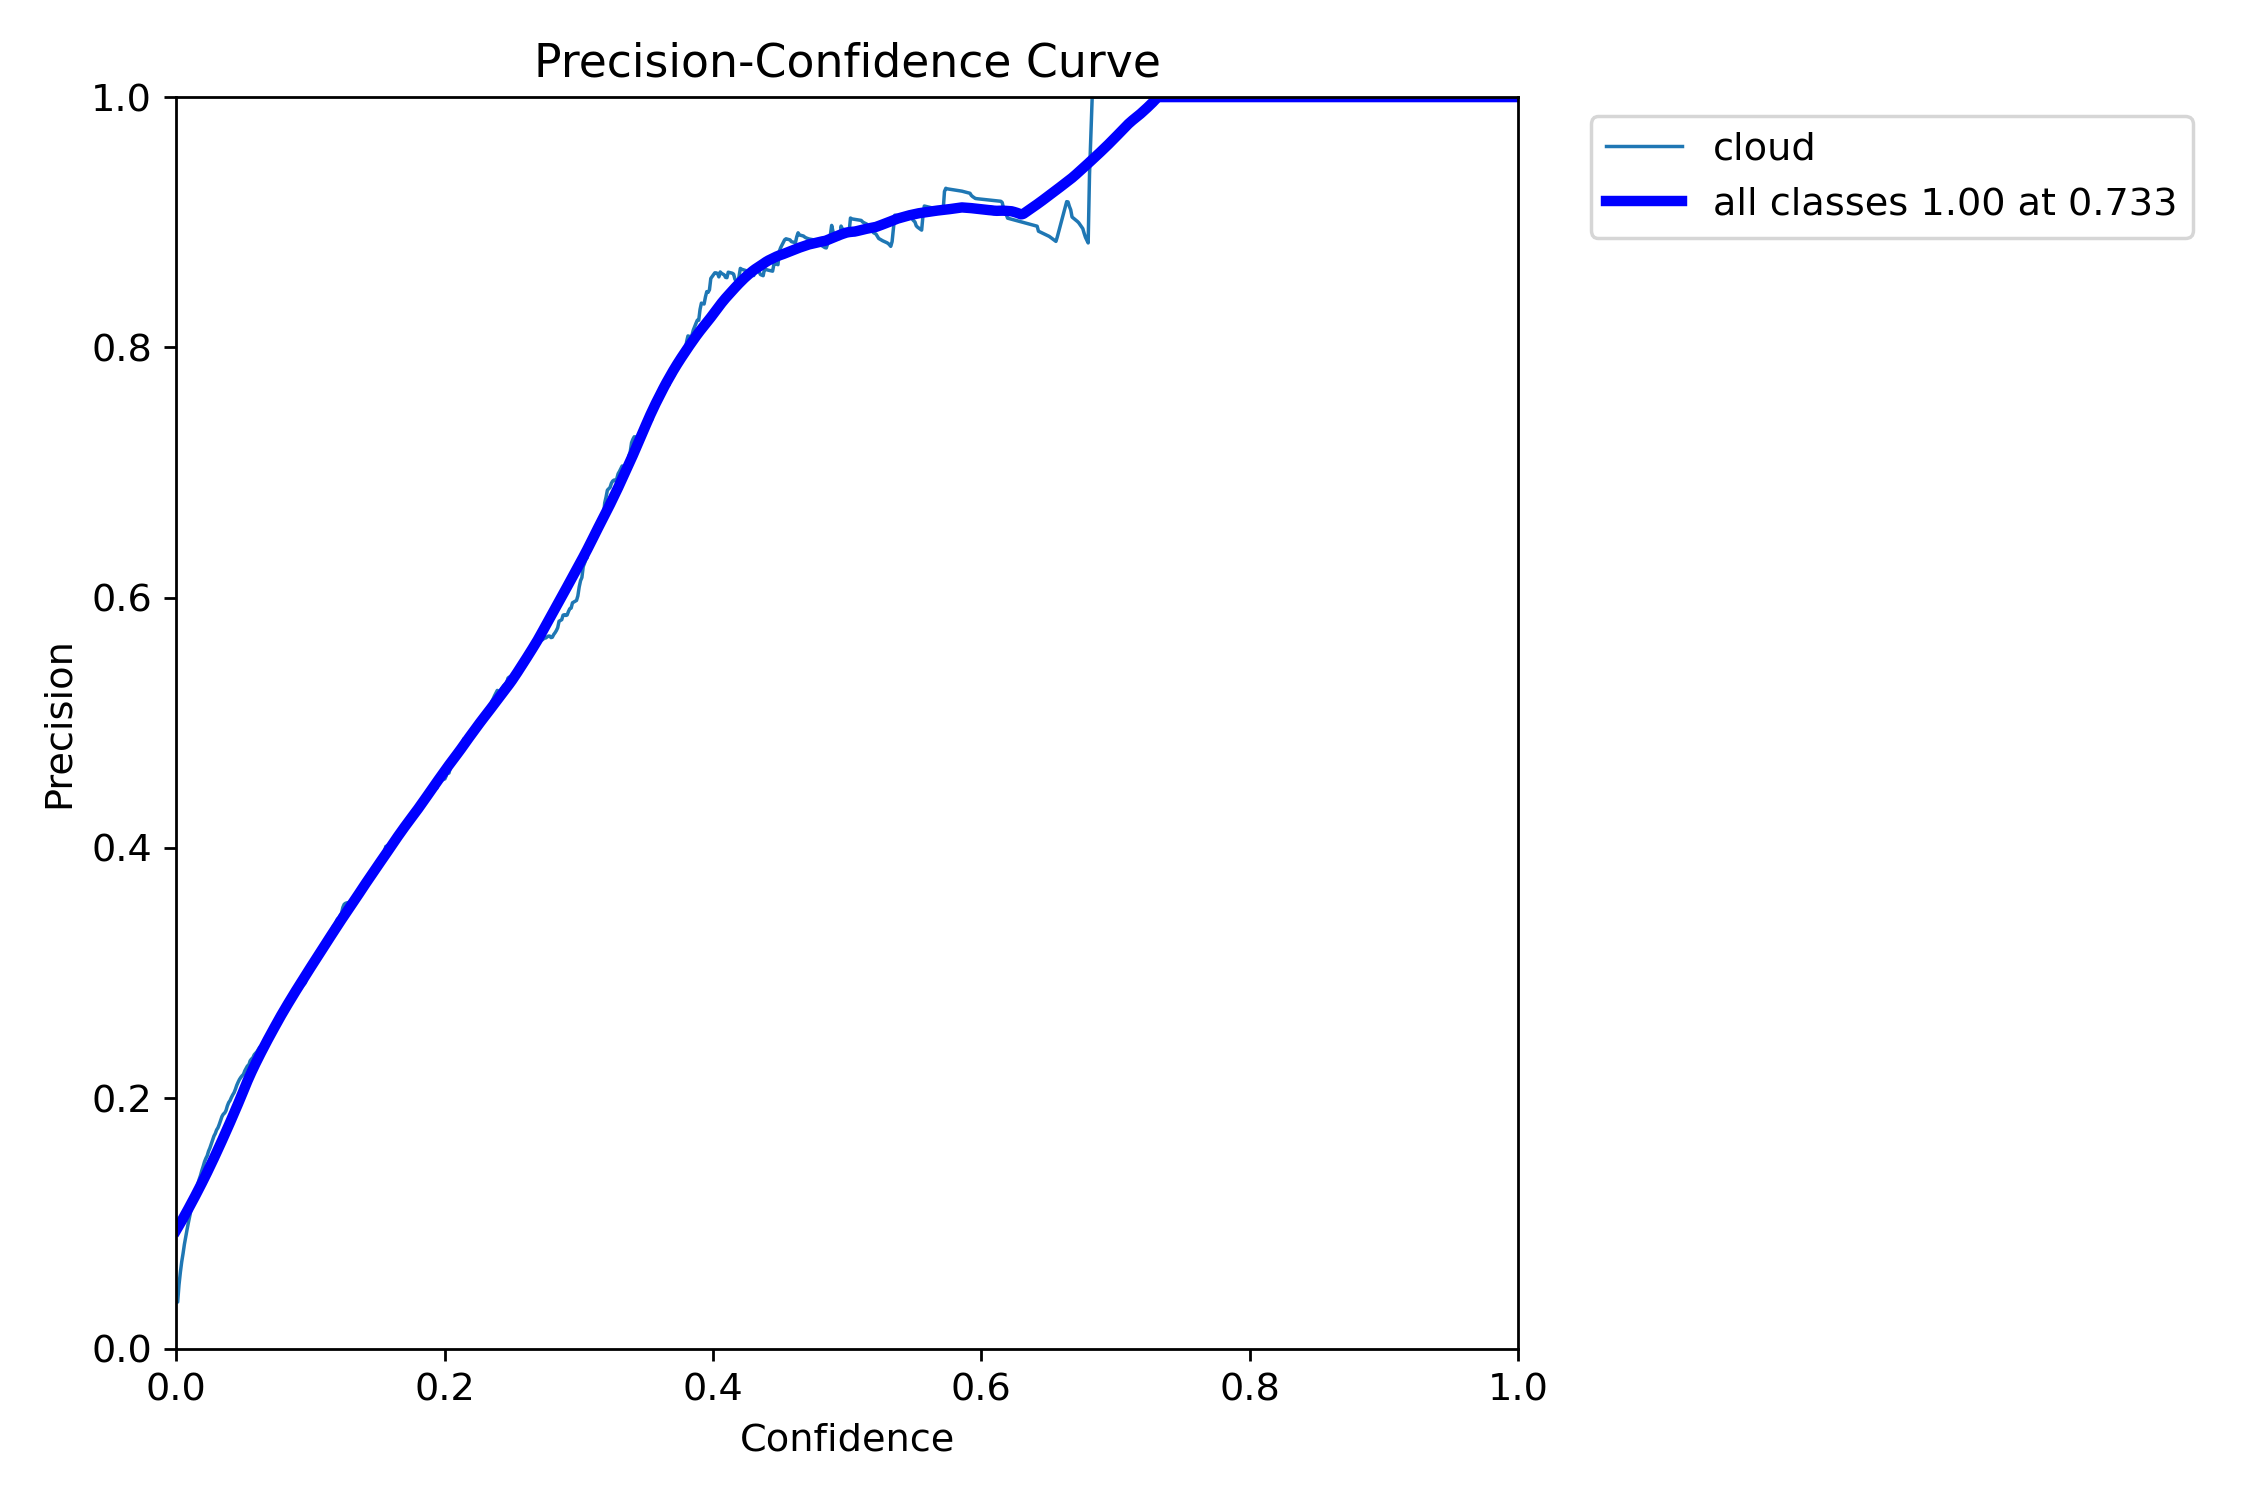 Precision-Confidence Curve
1.0
0.8
0.6
0.4
0.2
0.0
Precision
0.0 0.2 0.4 0.6 0.8 1.0
Confidence
cloud
all classes 1.00 at 0.733